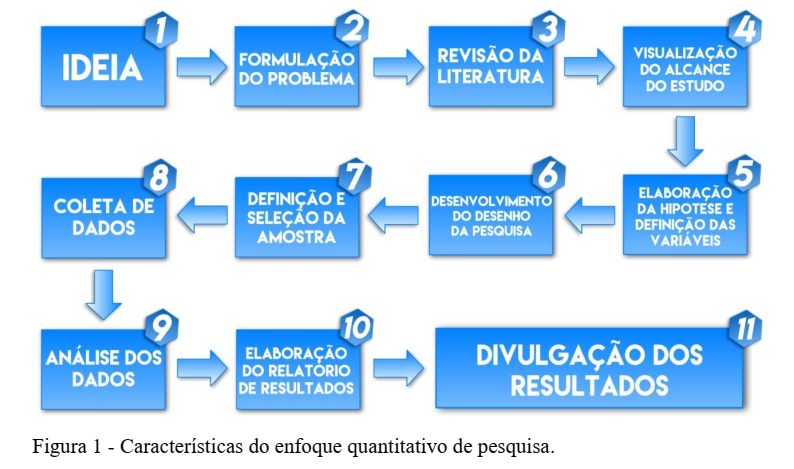 1
IDEIA
2
FORMULAÇÃO
DO PROBLEMA
3
REVISÃO DA
LITERATURA
4
VISUALIZAÇÃO
DO ALCANCE
DO ESTUDO
5
ELABORAÇÃO
DA HIPOTESE E
DEFINIÇÃO DAS
VARIÁVEIS
6
DESENVOLVIMENTO
DO DESENHO
DA PESQUISA
7
DEFINIÇÃO E
SELEÇÃO DA
AMOSTRA
8
COLETA DE
DADOS
9
ANÁLISE DOS
DADOS
10
ELABORAÇÃO
DO RELATÓRIO
DE RESULTADOS
11
DIVULGAÇÃO DOS
RESULTADOS
Figura 1 - Características do enfoque quantitativo de pesquisa.